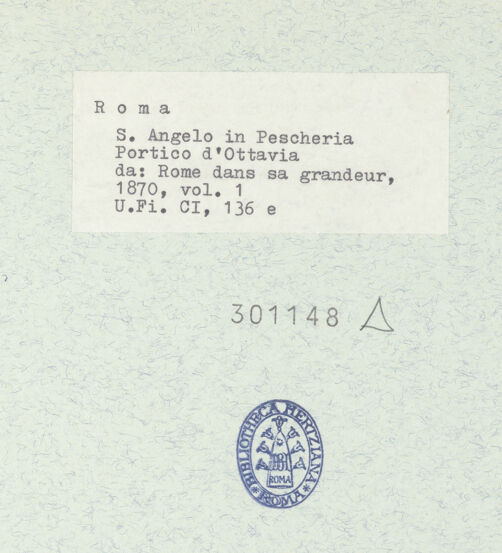 R o m a
S. Angelo in Pescheria
Portico d'Ottavia
da: Rome dans sa grandeur,
1870, vol. 1
U.Fi. CI, 136 e
301148
BIBLIOTHECA HERTZIANA
ROMA
ROMA